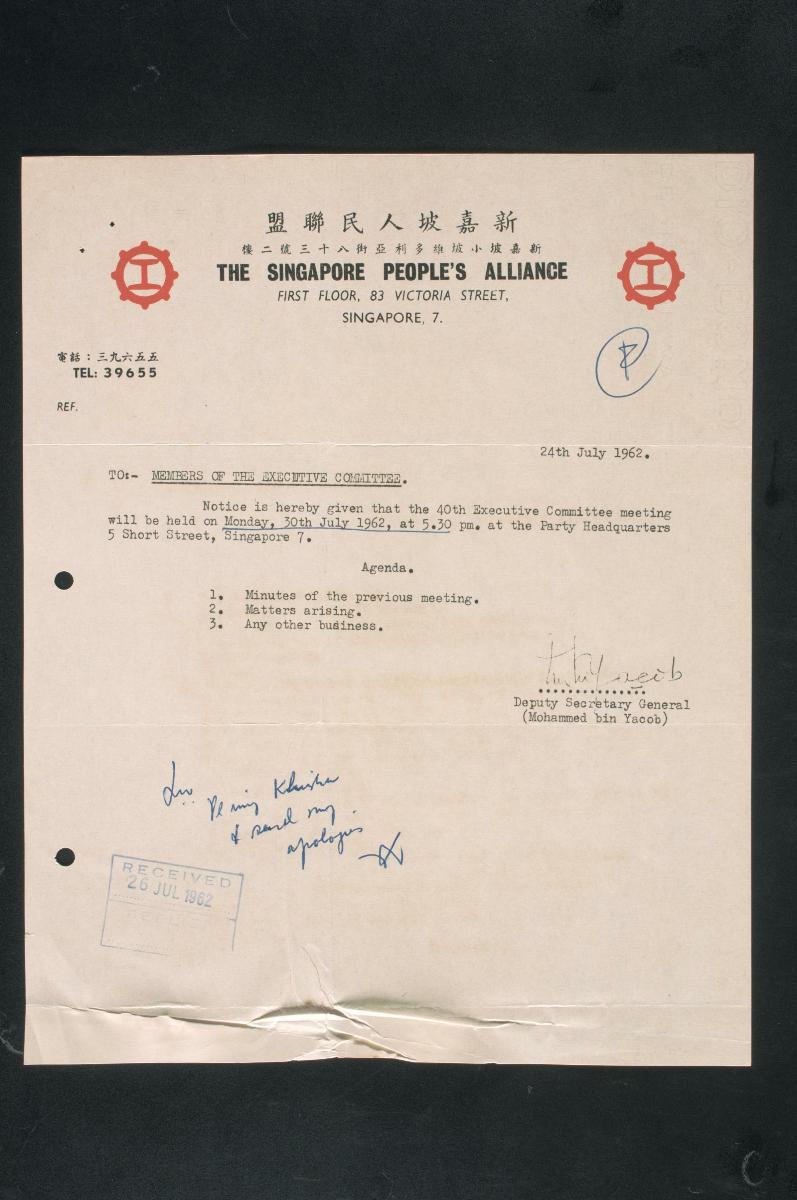 盟聯民人坡嘉新
樓二號三十八街亞利多維坡小坡嘉新
THE SINGAPORE PEOPLE'S ALLIANCE
FIRST FLOOR, 83 VICTORIA STREET,
SINGAPORE, 7.
電話：三九六五五
TEL: 39655
REF.
24th July 1962.
TO:- MEMBERS OF THE EXECUTIVE COMMITTEE.
Notice is hereby given that the 40th Executive Committee meeting
will be held on Monday, 30th July 1962, at 5.30 pm. at the Party Headquarters
5 Short Street, Singapore 7.
Agenda.
1. Minutes of the previous meeting.
2. Matters arising.
3. Any other business.
Deputy Secretary General
(Mohammed bin Yacob)
& send my
apologies
RECEIVED
26 JUL 1962